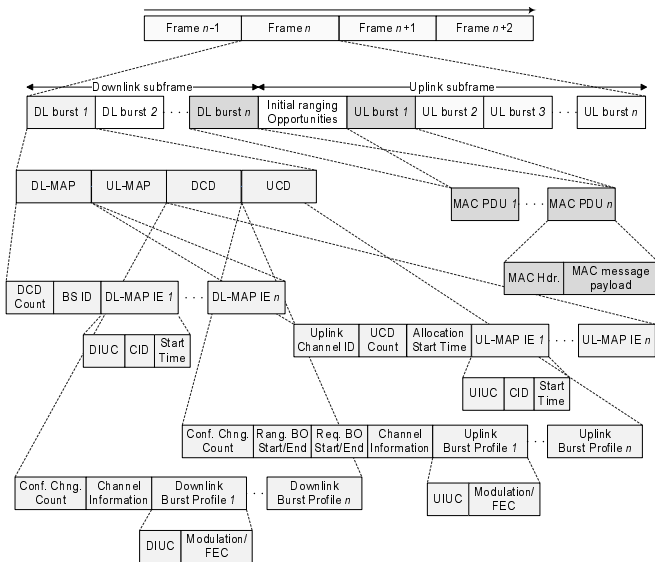 Frame n-1 Frame n Frame n+1 Frame n+2
Downlink subframe Uplink subframe
DL burst 1 DL burst 2 · · · · DL burst n Initial ranging Opportunities UL burst 1 UL burst 2 UL burst 3 · · · UL burst n
DL-MAP UL-MAP DCD UCD
MAC PDU 1 · · · · MAC PDU n
MAC Hdr. MAC message payload
DCD Count BS ID DL-MAP IE 1 · · · DL-MAP IE n
DIUC CID Start Time
Uplink Channel ID UCD Count Allocation Start Time UL-MAP IE 1 · · · · UL-MAP IE n
UIUC CID Start Time
Conf. Chng. Count Rang. BO Start/End Req. BO Start/End Channel Information Uplink Burst Profile 1 · · · Uplink Burst Profile n
Conf. Chng. Count Channel Information Downlink Burst Profile 1 · · · Downlink Burst Profile n
UIUC Modulation/ FEC
DIUC Modulation/ FEC